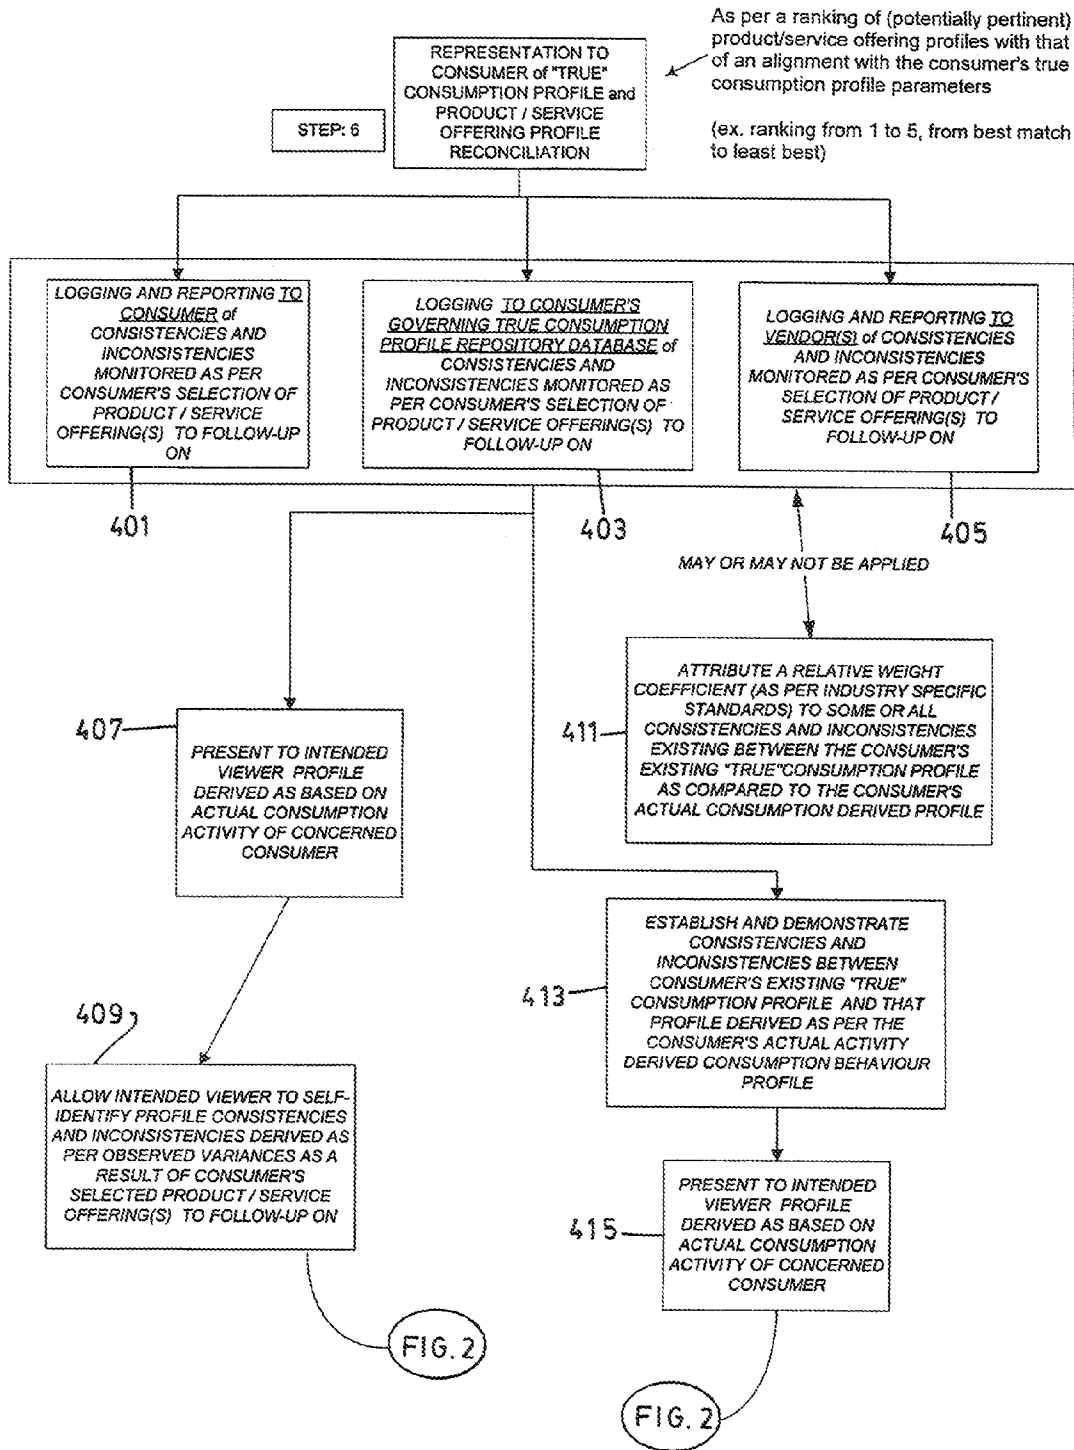 As per a ranking of (potentially pertinent)
product/service offering profiles with that
of an alignment with the consumer's true
consumption profile parameters
(ex. ranking from 1 to 5, from best match
to least best)
REPRESENTATION TO
CONSUMER of "TRUE"
CONSUMPTION PROFILE and
PRODUCT / SERVICE
OFFERING PROFILE
RECONCILIATION
STEP: 6
LOGGING AND REPORTING TO
CONSUMER of
CONSISTENCIES AND
INCONSISTENCIES
MONITORED AS PER
CONSUMER'S SELECTION OF
PRODUCT / SERVICE
OFFERING(S) TO FOLLOW-UP
ON
401
LOGGING TO CONSUMER'S
GOVERNING TRUE CONSUMPTION
PROFILE REPOSITORY DATABASE of
CONSISTENCIES AND
INCONSISTENCIES MONITORED AS
PER CONSUMER'S SELECTION OF
PRODUCT / SERVICE OFFERING(S) TO
FOLLOW-UP ON
403
LOGGING AND REPORTING TO
VENDOR(S) of CONSISTENCIES
AND INCONSISTENCIES
MONITORED AS PER CONSUMER'S
SELECTION OF PRODUCT /
SERVICE OFFERING(S) TO
FOLLOW-UP ON
405
MAY OR MAY NOT BE APPLIED
407
PRESENT TO INTENDED
VIEWER PROFILE
DERIVED AS BASED ON
ACTUAL CONSUMPTION
ACTIVITY OF CONCERNED
CONSUMER
411
ATTRIBUTE A RELATIVE WEIGHT
COEFFICIENT (AS PER INDUSTRY SPECIFIC
STANDARDS) TO SOME OR ALL
CONSISTENCIES AND INCONSISTENCIES
EXISTING BETWEEN THE CONSUMER'S
EXISTING "TRUE"CONSUMPTION PROFILE
AS COMPARED TO THE CONSUMER'S
ACTUAL CONSUMPTION DERIVED PROFILE
413
ESTABLISH AND DEMONSTRATE
CONSISTENCIES AND
INCONSISTENCIES BETWEEN
CONSUMER'S EXISTING "TRUE"
CONSUMPTION PROFILE AND THAT
PROFILE DERIVED AS PER THE
CONSUMER'S ACTUAL ACTIVITY
DERIVED CONSUMPTION BEHAVIOUR
PROFILE
409
ALLOW INTENDED VIEWER TO SELF-
IDENTIFY PROFILE CONSISTENCIES
AND INCONSISTENCIES DERIVED AS
PER OBSERVED VARIANCES AS A
RESULT OF CONSUMER'S
SELECTED PRODUCT / SERVICE
OFFERING(S) TO FOLLOW-UP ON
415
PRESENT TO INTENDED
VIEWER PROFILE
DERIVED AS BASED ON
ACTUAL CONSUMPTION
ACTIVITY OF CONCERNED
CONSUMER
FIG. 2
FIG. 2